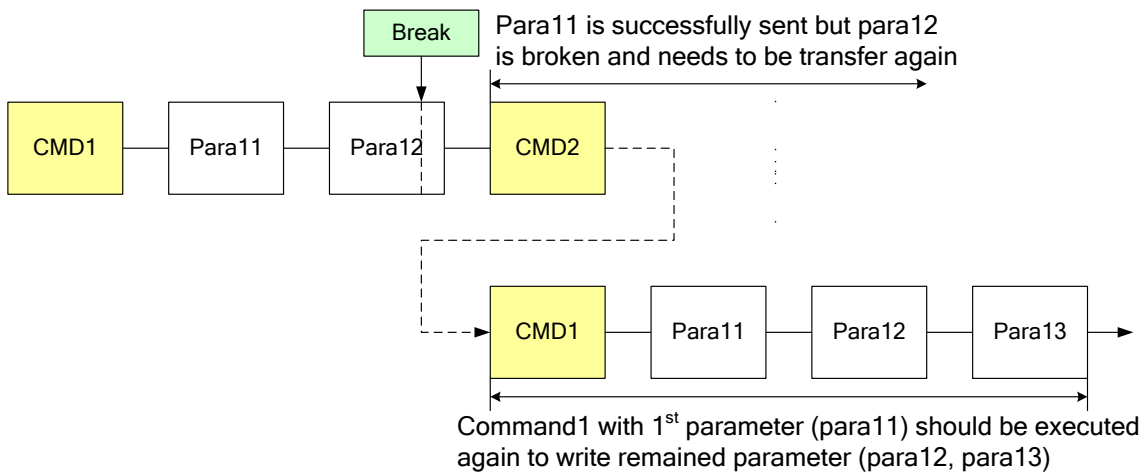 Break
Para11 is successfully sent but para12
is broken and needs to be transfer again
CMD1
Para11
Para12
CMD2
CMD1
Para11
Para12
Para13
Command1 with 1st parameter (para11) should be executed
again to write remained parameter (para12, para13)